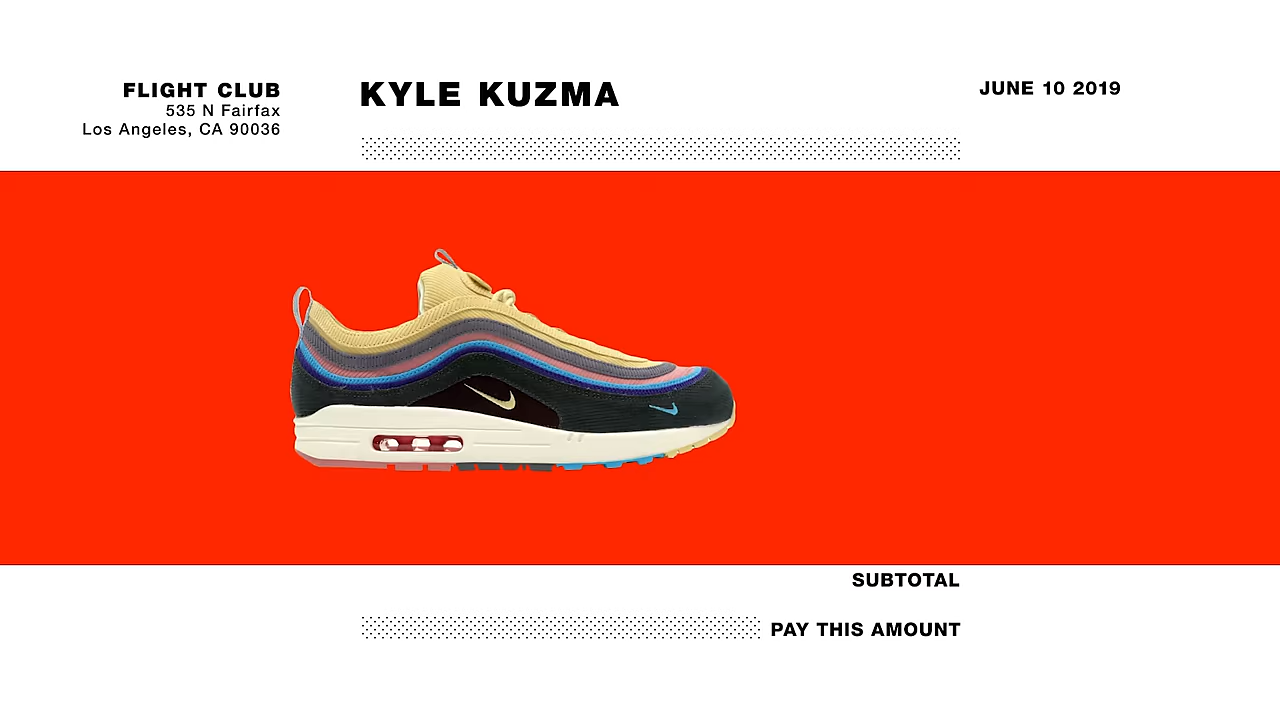 FLIGHT CLUB
535 N Fairfax
Los Angeles, CA 90036
KYLE KUZMA
JUNE 10 2019
SUBTOTAL
PAY THIS AMOUNT